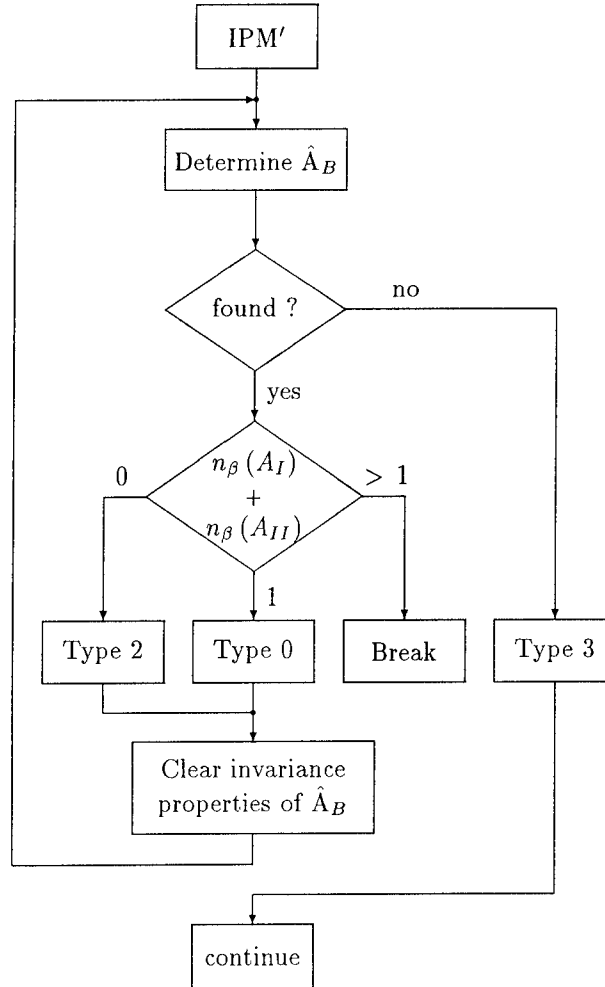 IPM′
Determine Â_B
found ?
no
yes
0
n_β (A_I)
+
n_β (A_II)
> 1
1
Type 2
Type 0
Break
Type 3
Clear invariance
properties of Â_B
continue